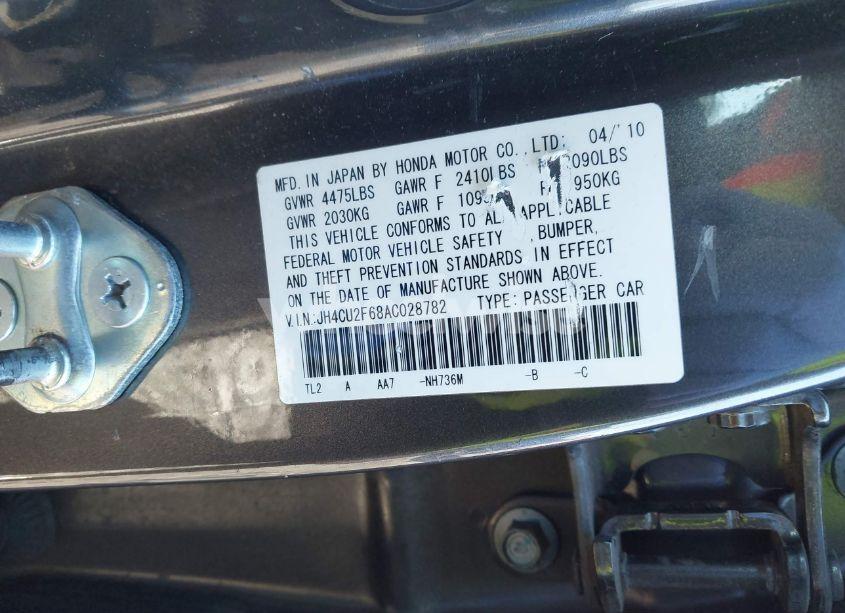 MFD. IN JAPAN BY HONDA MOTOR CO. LTD: 04/'10
GVWR 4475LBS GAWR F 2410LBS 090LBS
GVWR 2030KG GAWR F 109 950KG
THIS VEHICLE CONFORMS TO APPLICABLE
FEDERAL MOTOR VEHICLE SAFETY , BUMPER,
AND THEFT PREVENTION STANDARDS IN EFFECT
ON THE DATE OF MANUFACTURE SHOWN ABOVE.
V.I.N:JH4CU2F68AC028782 TYPE: PASSENGER CAR
TL2 A AA7 -NH736M -B -C